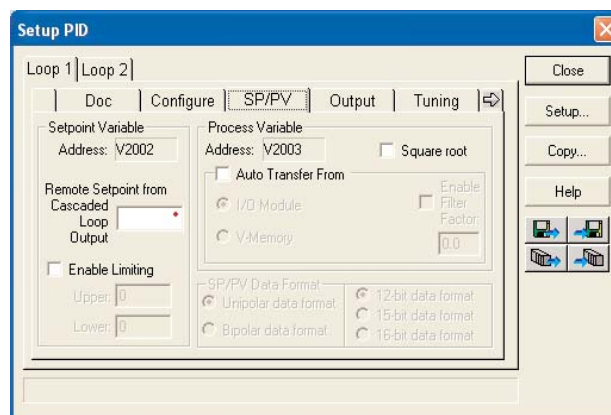 Setup PID
Loop 1 Loop 2
Doc Configure SP/PV Output Tuning
Setpoint Variable
Address: V2002
Remote Setpoint from
Cascaded
Loop
Output
Enable Limiting
Upper: 0
Lower: 0
Process Variable
Address: V2003
Square root
Auto Transfer From
I/O Module
V-Memory
Enable
Filter
Factor:
0.0
SP/PV Data Format
Unipolar data format
Bipolar data format
12-bit data format
15-bit data format
16-bit data format
Close
Setup...
Copy...
Help